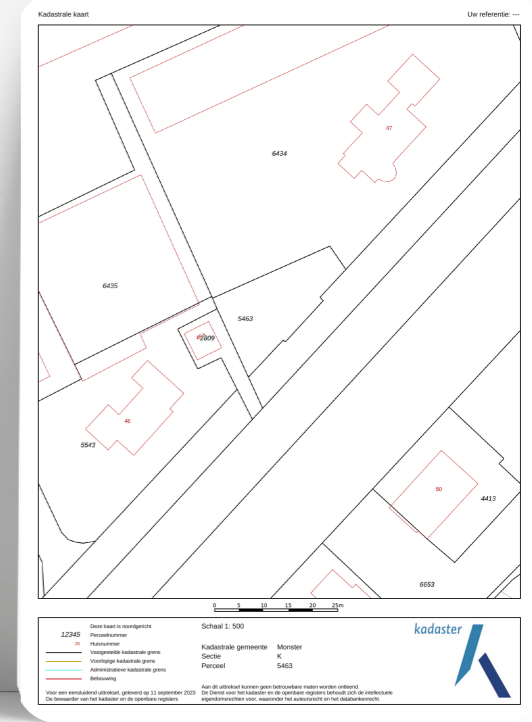 Kadastrale kaart
Uw referentie: ---
47
6434
6435
5463
2809
46
5543
50
4413
6653
0 5 10 15 20 25m
Deze kaart is noordgericht
12345 Perceelnummer
26 Huisnummer
Vastgestelde kadastrale grens
Voorlopige kadastrale grens
Administratieve kadastrale grens
Bebouwing
Voor een eensluidend uittreksel, geleverd op 11 september 2023
De bewaarder van het kadaster en de openbare registers
Schaal 1: 500
Kadastrale gemeente Monster
Sectie K
Perceel 5463
Aan dit uittreksel kunnen geen betrouwbare maten worden ontleend.
De Dienst voor het kadaster en de openbare registers behoudt zich de intellectuele
eigendomsrechten voor, waaronder het auteursrecht en het databankenrecht.
kadaster